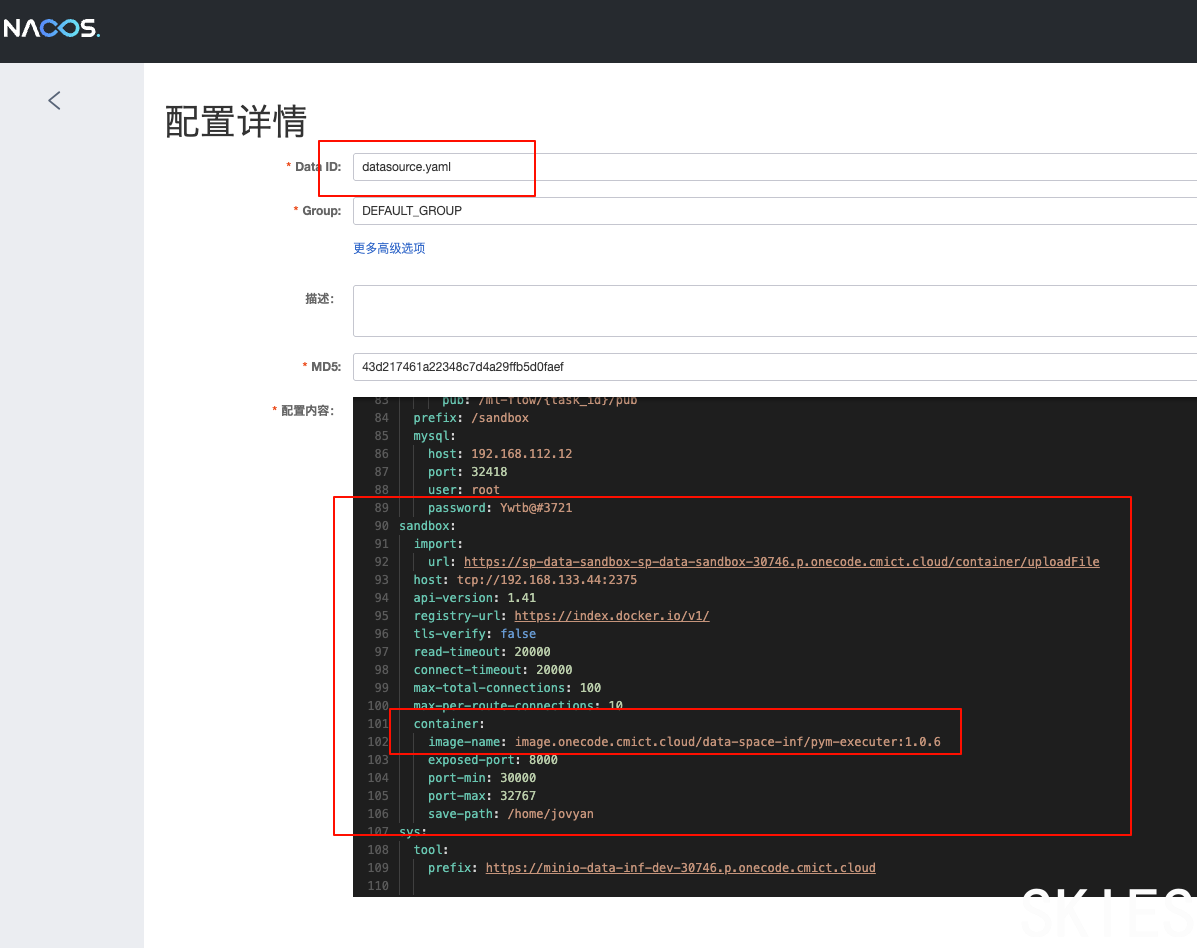 NACOS.
配置详情
* Data ID: datasource.yaml
* Group: DEFAULT_GROUP
更多高级选项
描述:
* MD5: 43d217461a22348c7d4a29ffb5d0faef
* 配置内容:
83 pub: /ml-flow/{task_id}/pub
84 prefix: /sandbox
85 mysql:
86 host: 192.168.112.12
87 port: 32418
88 user: root
89 password: Ywtb@#3721
90 sandbox:
91 import:
92 url: https://sp-data-sandbox-sp-data-sandbox-30746.p.onecode.cmict.cloud/container/uploadFile
93 host: tcp://192.168.133.44:2375
94 api-version: 1.41
95 registry-url: https://index.docker.io/v1/
96 tls-verify: false
97 read-timeout: 20000
98 connect-timeout: 20000
99 max-total-connections: 100
100 max-per-route-connections: 10
101 container:
102 image-name: image.onecode.cmict.cloud/data-space-inf/pym-executer:1.0.6
103 exposed-port: 8000
104 port-min: 30000
105 port-max: 32767
106 save-path: /home/jovyan
107 sys:
108 tool:
109 prefix: https://minio-data-inf-dev-30746.p.onecode.cmict.cloud
110
SKIES